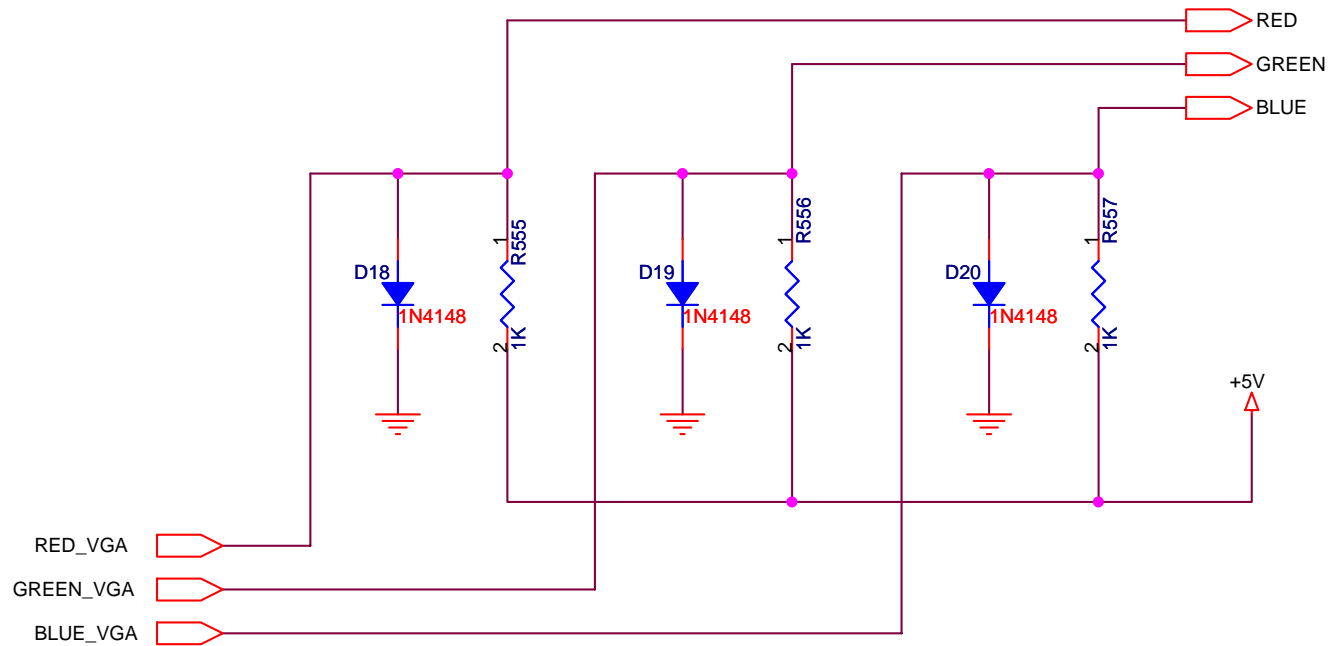 RED
GREEN
BLUE
1
R555
1
R556
1
R557
D18
1N4148
D19
1N4148
D20
1N4148
2
1K
2
1K
2
1K
+5V
RED_VGA
GREEN_VGA
BLUE_VGA